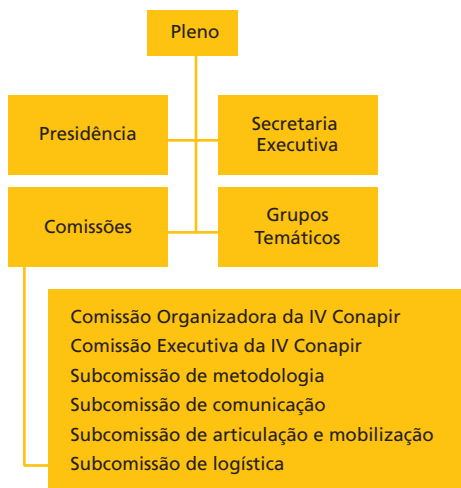 Pleno
Presidência
Secretaria
Executiva
Comissões
Grupos
Temáticos
Comissão Organizadora da IV Conapir
Comissão Executiva da IV Conapir
Subcomissão de metodologia
Subcomissão de comunicação
Subcomissão de articulação e mobilização
Subcomissão de logística